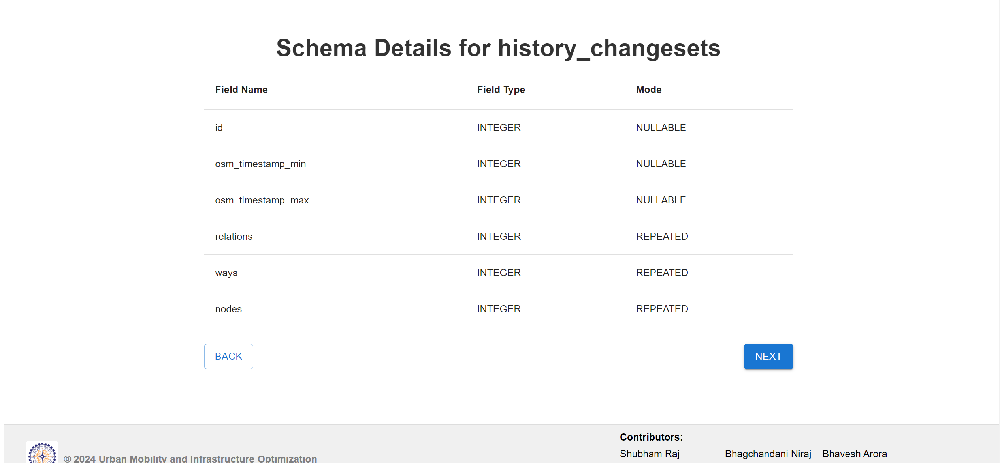 Schema Details for history_changesets
Field Name Field Type Mode
id INTEGER NULLABLE
osm_timestamp_min INTEGER NULLABLE
osm_timestamp_max INTEGER NULLABLE
relations INTEGER REPEATED
ways INTEGER REPEATED
nodes INTEGER REPEATED
BACK NEXT
Contributors:
Shubham Raj Bhagchandani Niraj Bhavesh Arora
© 2024 Urban Mobility and Infrastructure Optimization